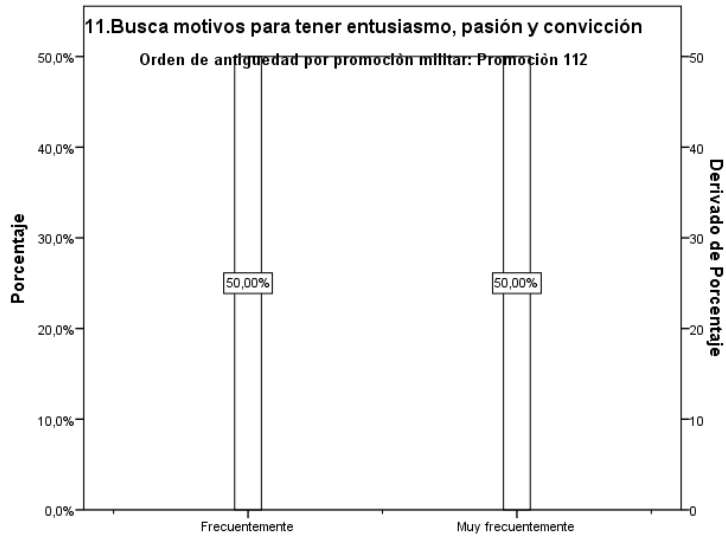 11.Busca motivos para tener entusiasmo, pasión y convicción
Orden de antiguedad por promoción militar: Promoción 112
Porcentaje
50,0%
40,0%
30,0%
20,0%
10,0%
0,0%
50,00%
50,00%
50
40
30
20
10
0
Derivado de Porcentaje
Frecuentemente
Muy frecuentemente